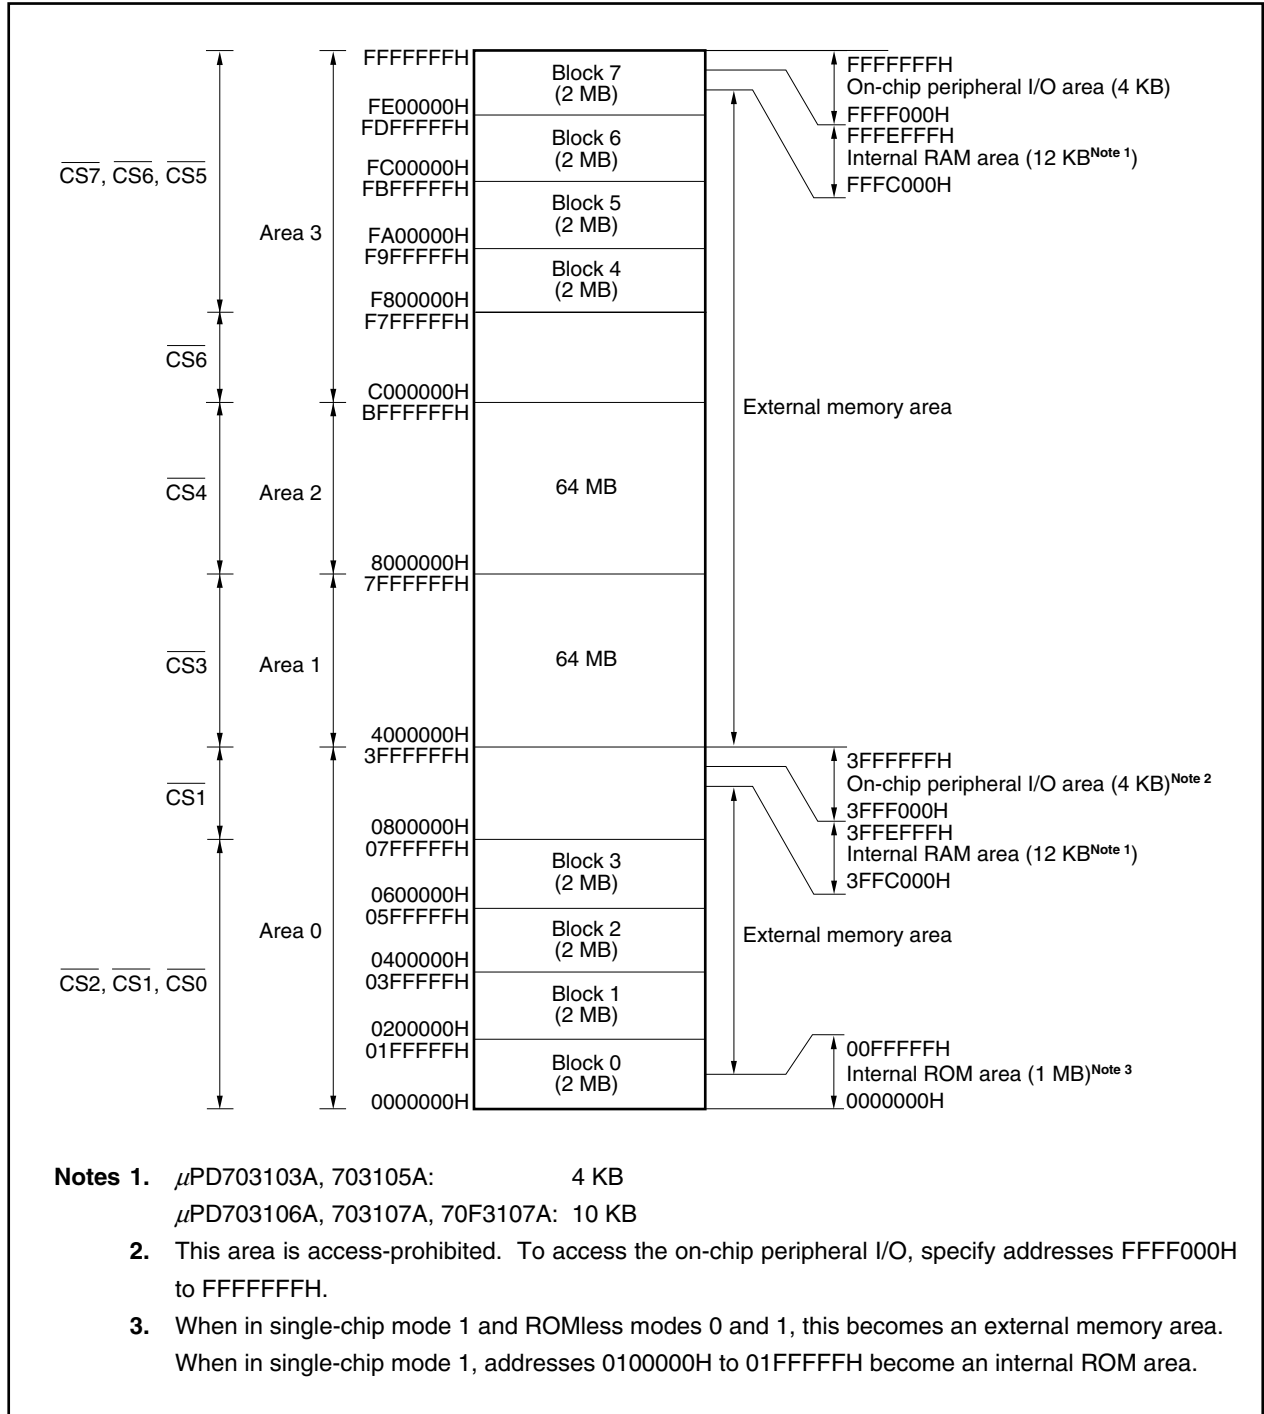 FFFFFFFH
Block 7
(2 MB)
FE00000H
FDFFFFFH
Block 6
(2 MB)
FC00000H
FBFFFFFH
Block 5
(2 MB)
FA00000H
F9FFFFFH
Block 4
(2 MB)
F800000H
F7FFFFFH
C000000H
BFFFFFFH
64 MB
8000000H
7FFFFFFH
64 MB
4000000H
3FFFFFFH
0800000H
07FFFFFH
Block 3
(2 MB)
0600000H
05FFFFFH
Block 2
(2 MB)
0400000H
03FFFFFH
Block 1
(2 MB)
0200000H
01FFFFFH
Block 0
(2 MB)
0000000H
CS7, CS6, CS5
CS6
CS4
CS3
CS1
CS2, CS1, CS0
Area 3
Area 2
Area 1
Area 0
FFFFFFFH
On-chip peripheral I/O area (4 KB)
FFFF000H
FFFEFFFH
Internal RAM area (12 KBNote 1)
FFFC000H
External memory area
3FFFFFFH
On-chip peripheral I/O area (4 KB)Note 2
3FFF000H
3FFEFFFH
Internal RAM area (12 KBNote 1)
3FFC000H
External memory area
00FFFFFH
Internal ROM area (1 MB)Note 3
0000000H
Notes 1. μPD703103A, 703105A: 4 KB
μPD703106A, 703107A, 70F3107A: 10 KB
2. This area is access-prohibited. To access the on-chip peripheral I/O, specify addresses FFFF000H
to FFFFFFFH.
3. When in single-chip mode 1 and ROMless modes 0 and 1, this becomes an external memory area.
When in single-chip mode 1, addresses 0100000H to 01FFFFFH become an internal ROM area.